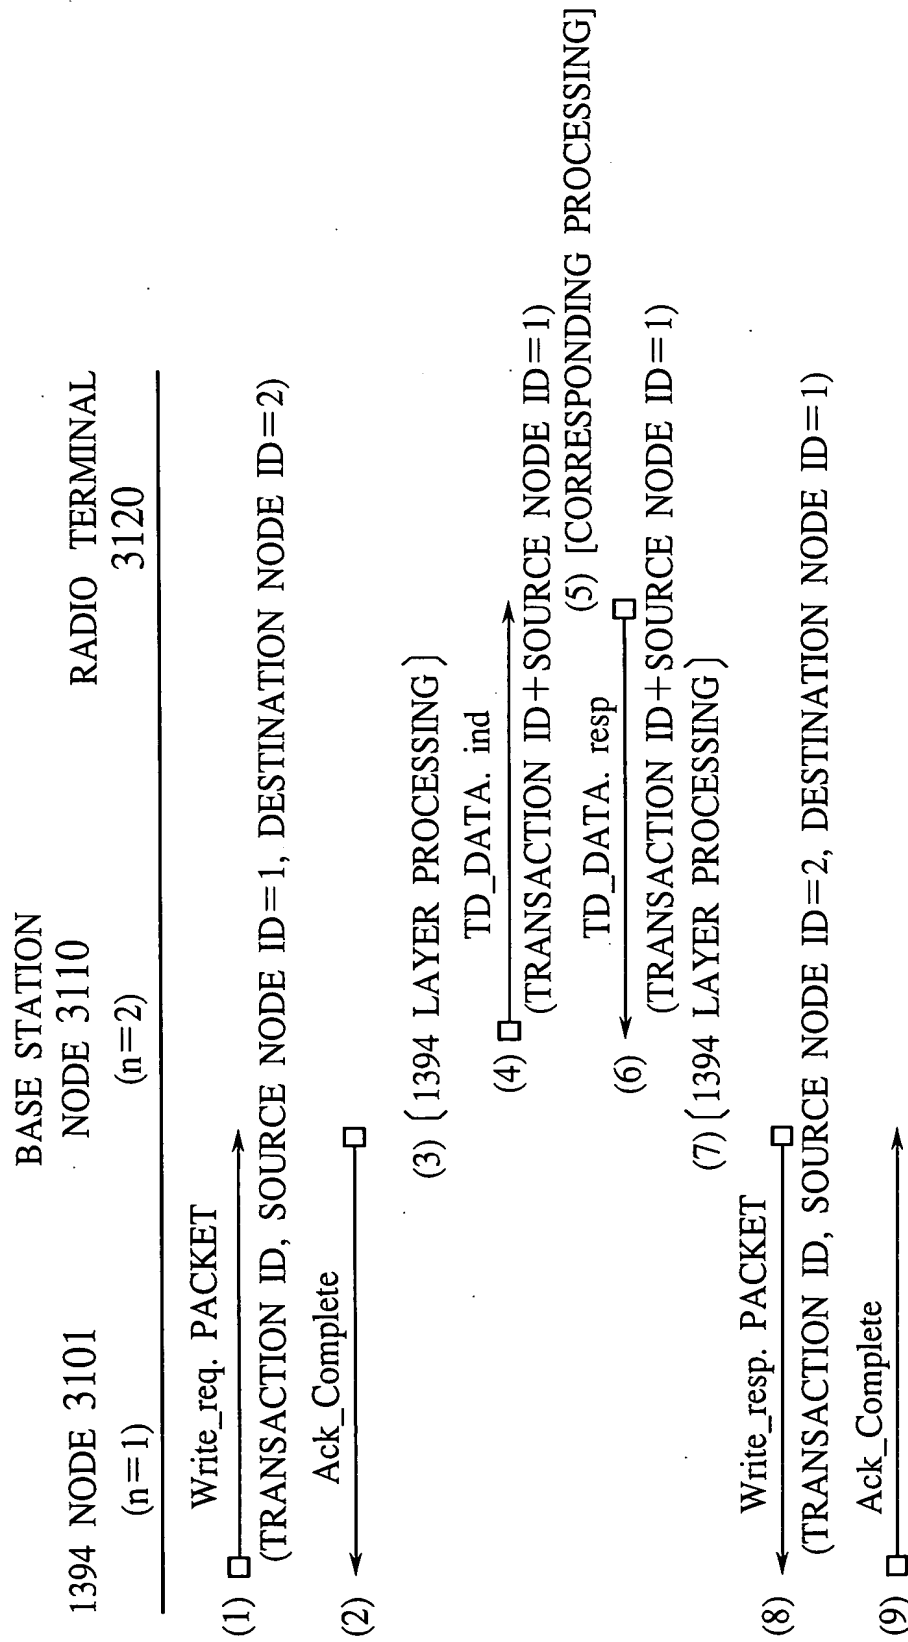 1394 NODE 3101
(n=1)
BASE STATION
NODE 3110
(n=2)
RADIO TERMINAL
3120
(1)
Write_req. PACKET
(TRANSACTION ID, SOURCE NODE ID=1, DESTINATION NODE ID=2)
(2)
Ack_Complete
(3) (1394 LAYER PROCESSING)
(4)
TD_DATA. ind
(TRANSACTION ID+SOURCE NODE ID=1)
(5) [CORRESPONDING PROCESSING]
(6)
TD_DATA. resp
(TRANSACTION ID+SOURCE NODE ID=1)
(7) (1394 LAYER PROCESSING)
(8)
Write_resp. PACKET
(TRANSACTION ID, SOURCE NODE ID=2, DESTINATION NODE ID=1)
(9)
Ack_Complete